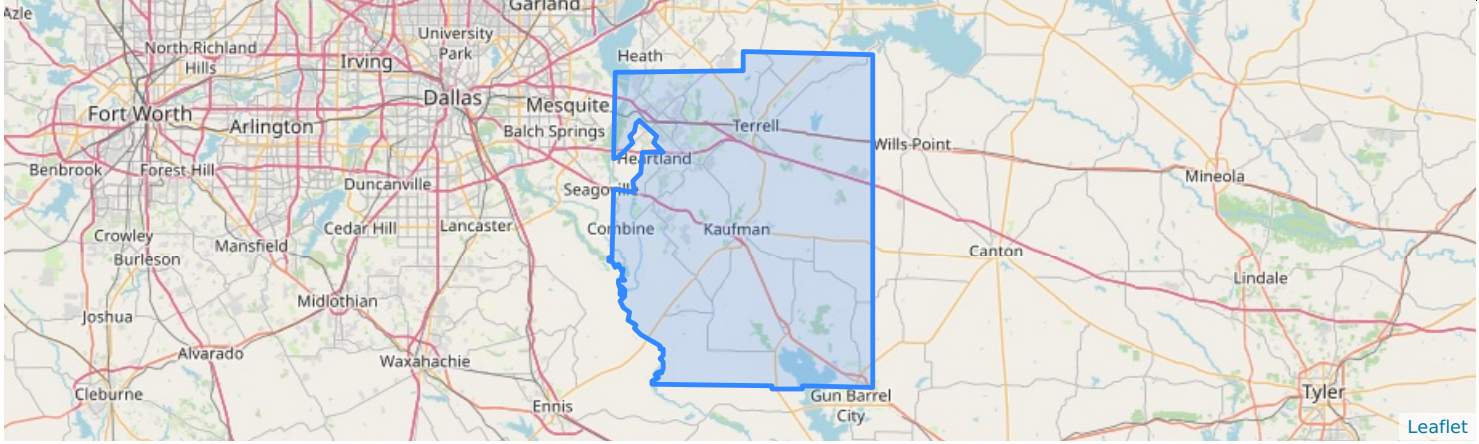 Azle
Garland
University
Park
North Richland
Hills
Irving
Heath
Dallas
Mesquite
Fort Worth
Arlington
Balch Springs
Terrell
Wills Point
Heartland
Benbrook
Forest Hill
Duncanville
Seagoville
Mineola
Crowley
Mansfield
Cedar Hill
Lancaster
Combine
Kaufman
Burleson
Canton
Lindale
Midlothian
Joshua
Alvarado
Waxahachie
Cleburne
Ennis
Gun Barrel
City
Tyler
Leaflet